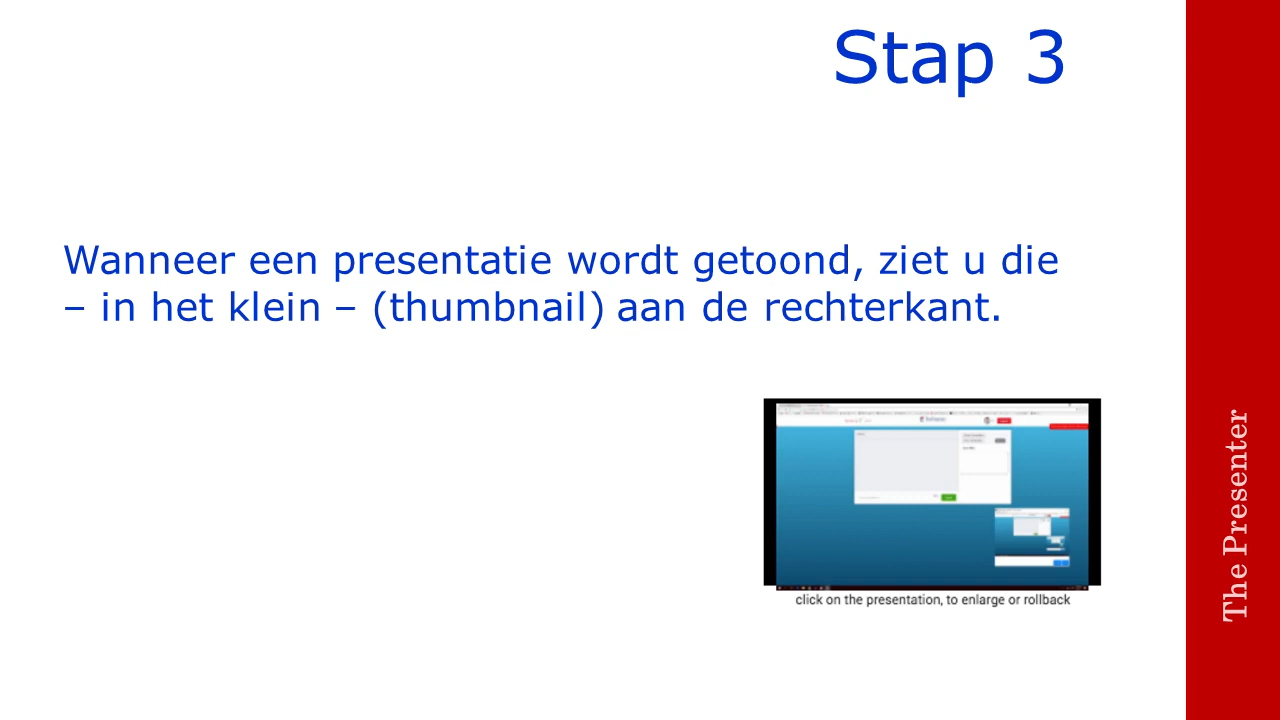 Stap 3
Wanneer een presentatie wordt getoond, ziet u die
– in het klein – (thumbnail) aan de rechterkant.
click on the presentation, to enlarge or rollback
The Presenter